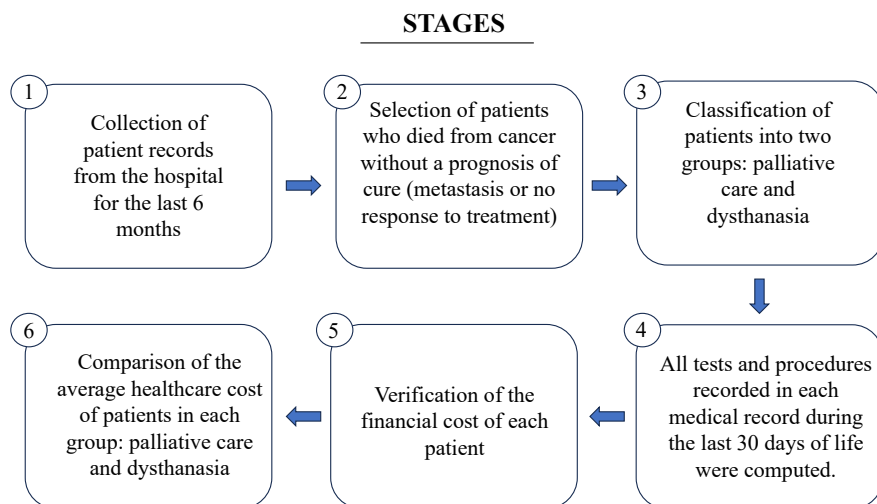 STAGES
1
Collection of
patient records
from the hospital
for the last 6
months
2
Selection of patients
who died from cancer
without a prognosis of
cure (metastasis or no
response to treatment)
3
Classification of
patients into two
groups: palliative
care and
dysthanasia
4
All tests and procedures
recorded in each
medical record during
the last 30 days of life
were computed.
5
Verification of the
financial cost of each
patient
6
Comparison of the
average healthcare cost
of patients in each
group: palliative care
and dysthanasia